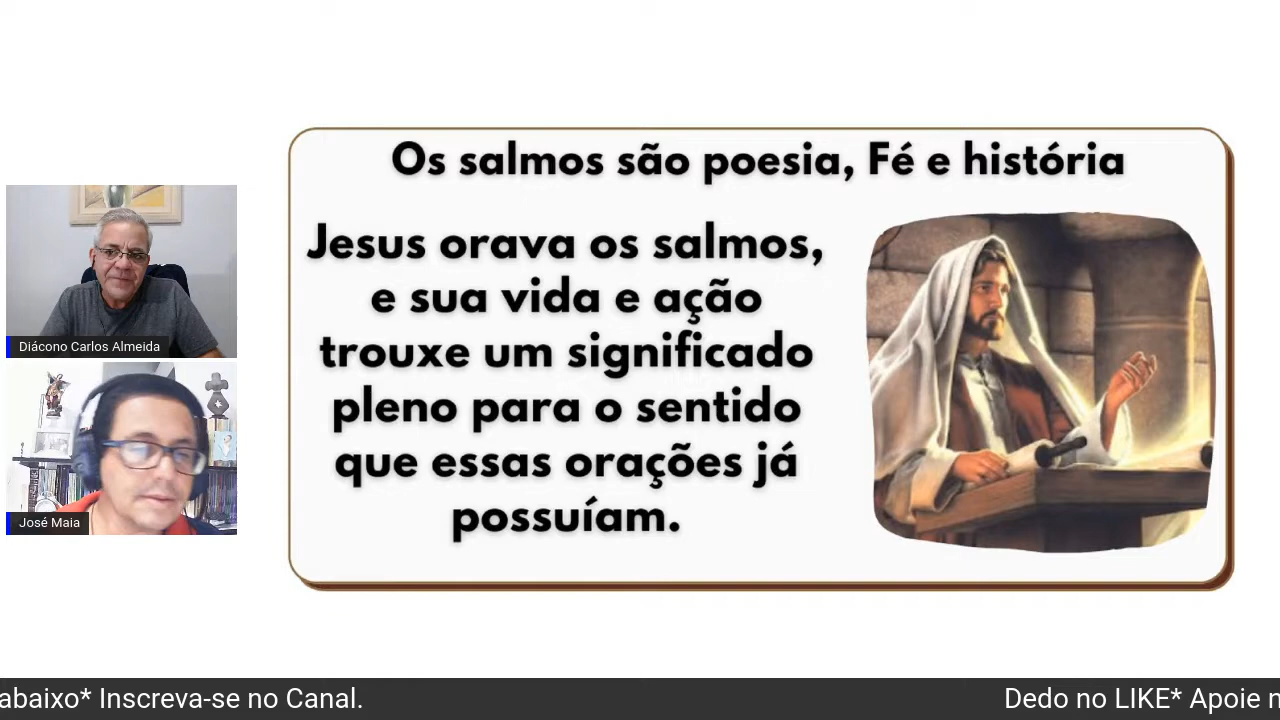 Os salmos são poesia, Fé e história
Jesus orava os salmos,
e sua vida e ação
trouxe um significado
pleno para o sentido
que essas orações já
possuíam.
Diácono Carlos Almeida
José Maia
abaixo* Inscreva-se no Canal.
Dedo no LIKE* Apoie